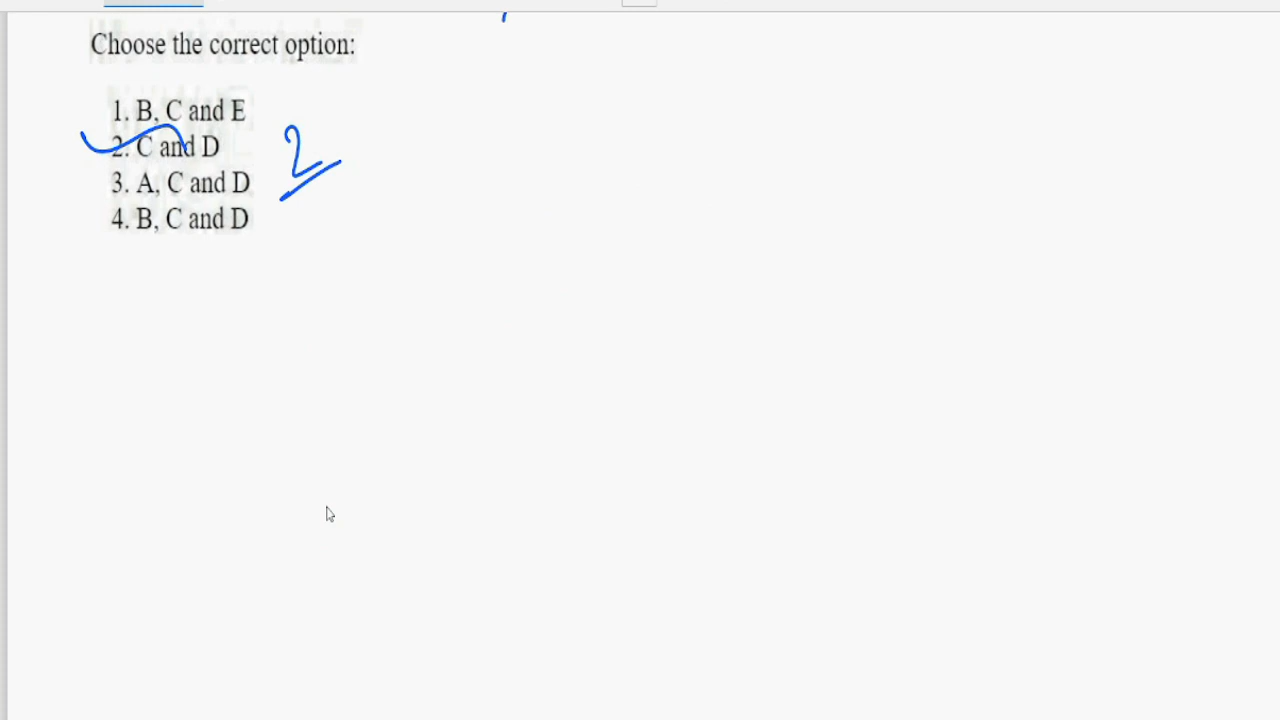 Choose the correct option:
1. B, C and E
2. C and D
2
3. A, C and D
4. B, C and D